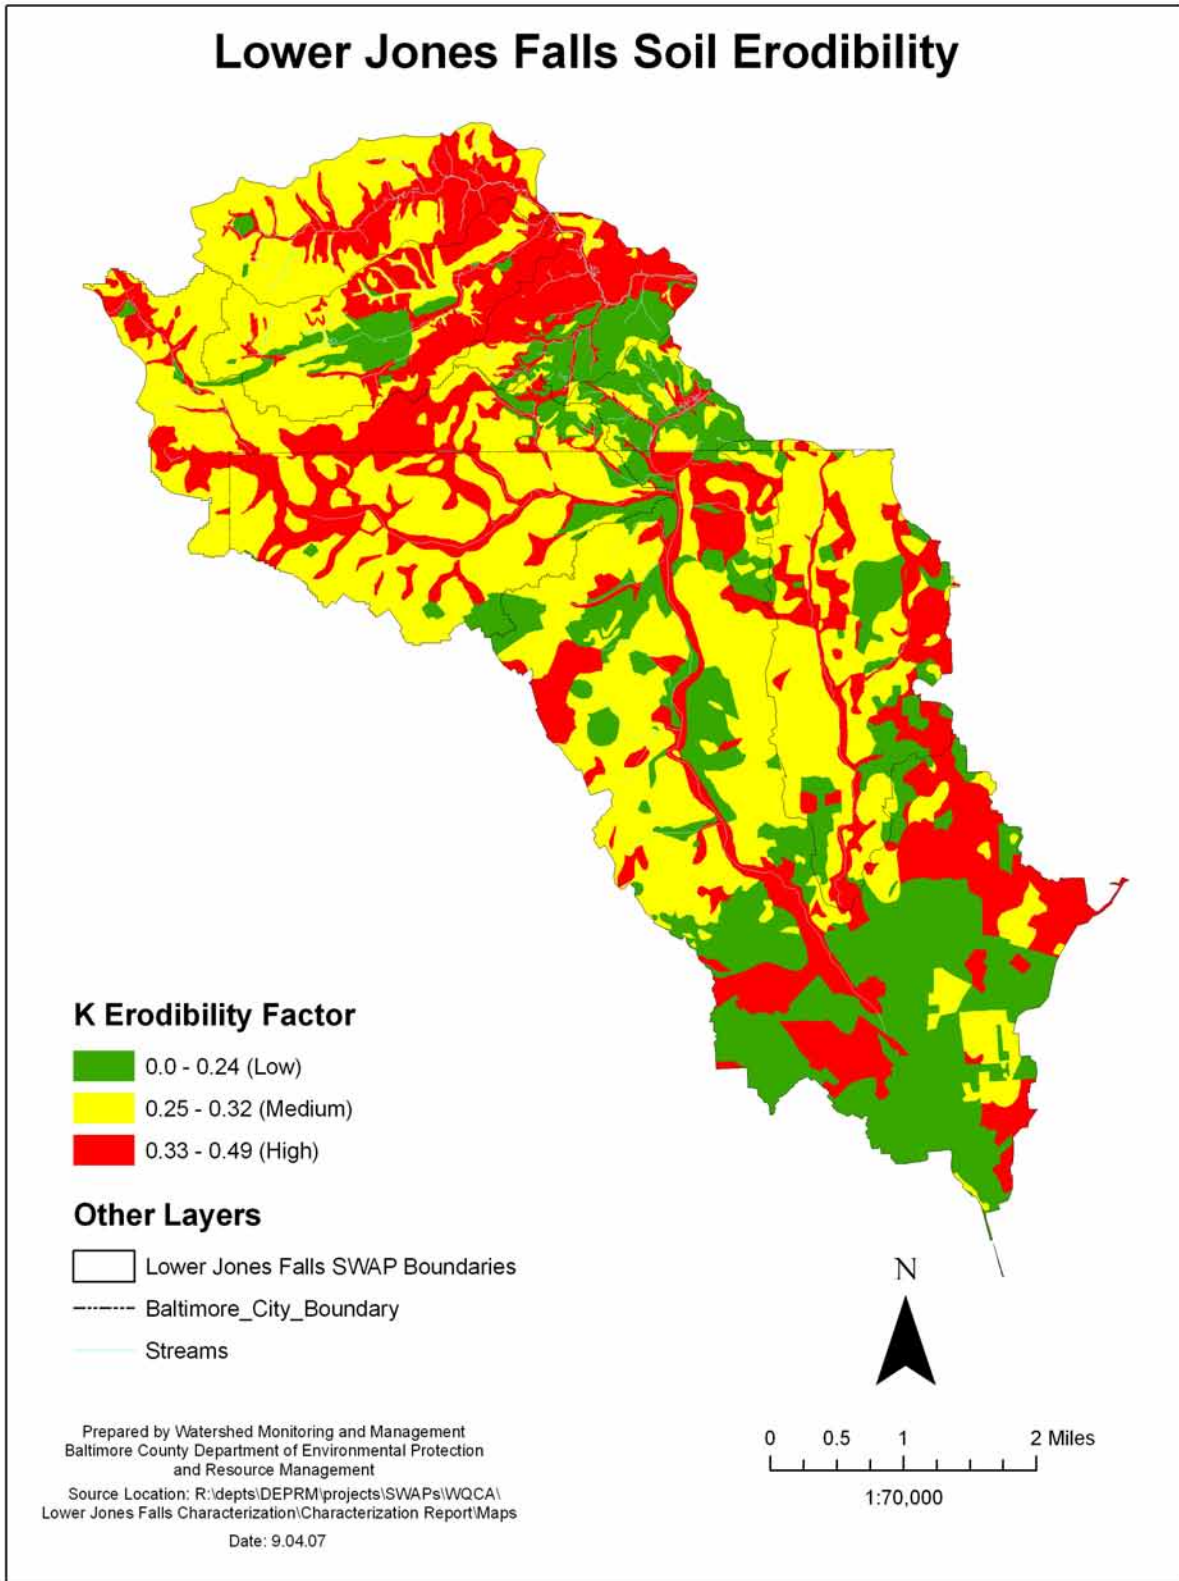 Lower Jones Falls Soil Erodibility
K Erodibility Factor
0.0 - 0.24 (Low)
0.25 - 0.32 (Medium)
0.33 - 0.49 (High)
Other Layers
Lower Jones Falls SWAP Boundaries
Baltimore_City_Boundary
Streams
N
Prepared by Watershed Monitoring and Management
Baltimore County Department of Environmental Protection
and Resource Management
Source Location: R:\depts\DEPRM\projects\SWAPs\WQCA\
Lower Jones Falls Characterization\Characterization Report\Maps
Date: 9.04.07
0 0.5 1 2 Miles
1:70,000